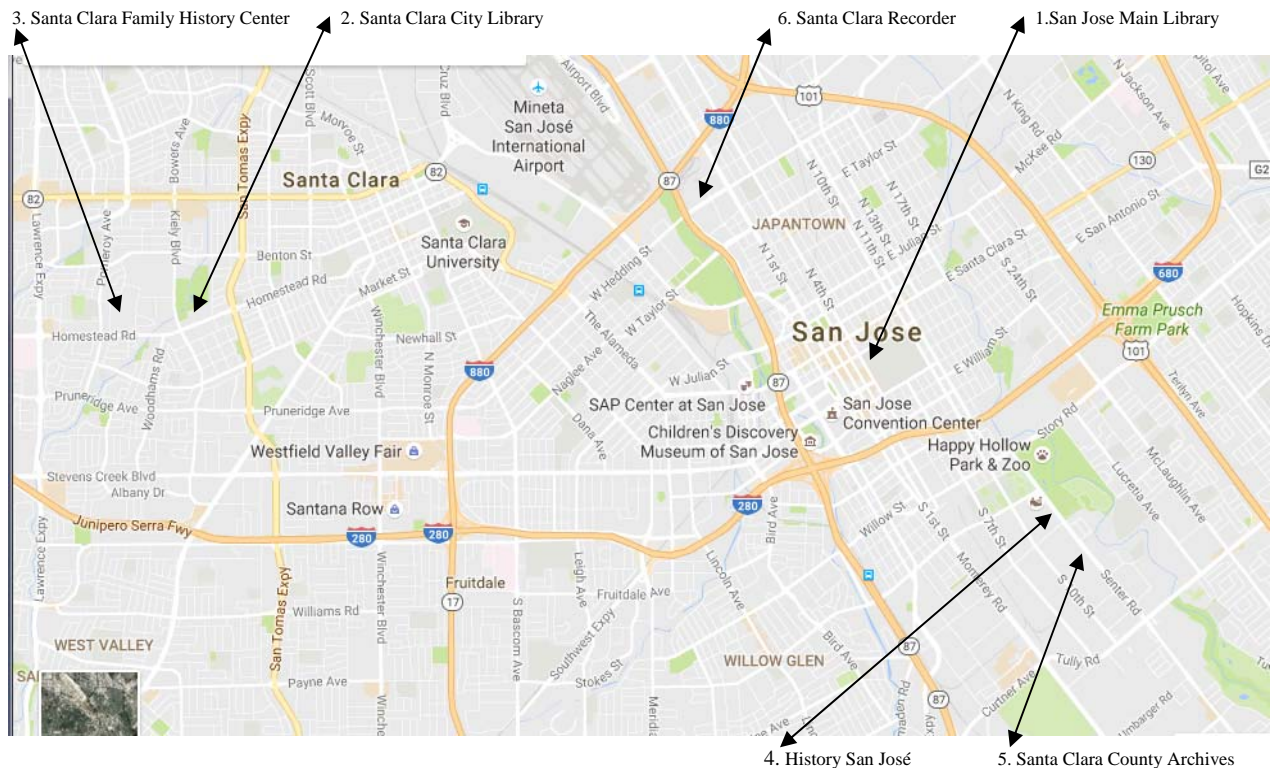 3. Santa Clara Family History Center
2. Santa Clara City Library
6. Santa Clara Recorder
1.San Jose Main Library
Scott Blvd
Cruz Blvd
Airport Blvd
Mineta
San José
International
Airport
880
101
N Jackson Ave
Capitol Ave
N King Rd
McKee Rd
130
G2
Bowers Ave
Monroe St
San Tomas Expy
Santa Clara
82
82
87
E Taylor St
N 10th St
N 17th St
N 13th St
N 11th St
E Julian St
JAPANTOWN
E San Antonio St
E Santa Clara St
S 24th St
680
Lawrence Expy
Pomeroy Ave
Kiely Blvd
Benton St
Homestead Rd
Market St
Santa Clara
University
W Hedding St
W Taylor St
The Alameda
N 1st St
N 4th St
San Jose
Emma Prusch
Farm Park
101
Hopkins Dr
Homestead Rd
Woodhams Rd
Winchester Blvd
Newhall St
N Monroe St
880
Naglee Ave
W Julian St
87
E William St
Terilyn Ave
Pruneridge Ave
Pruneridge Ave
Dana Ave
SAP Center at San Jose
San Jose
Convention Center
Children's Discovery
Museum of San Jose
Story Rd
Happy Hollow
Park & Zoo
Westfield Valley Fair
Stevens Creek Blvd
Albany Dr
Lucretia Ave
McLaughlin Ave
Santana Row
Junipero Serra Fwy
280
280
280
Bird Ave
Willow St
S 1st St
S 7th St
Monterey Rd
S 10th St
Senter Rd
Lawrence Expy
San Tomas Expy
Winchester Blvd
Fruitdale
17
Leigh Ave
Fruitdale Ave
Lincoln Ave
S Bascom Ave
Southwest Expy
Williams Rd
WEST VALLEY
Stokes St
WILLOW GLEN
Bird Ave
87
Tully Rd
Payne Ave
87
Curtner Ave
Umbarger Rd
4. History San José
5. Santa Clara County Archives